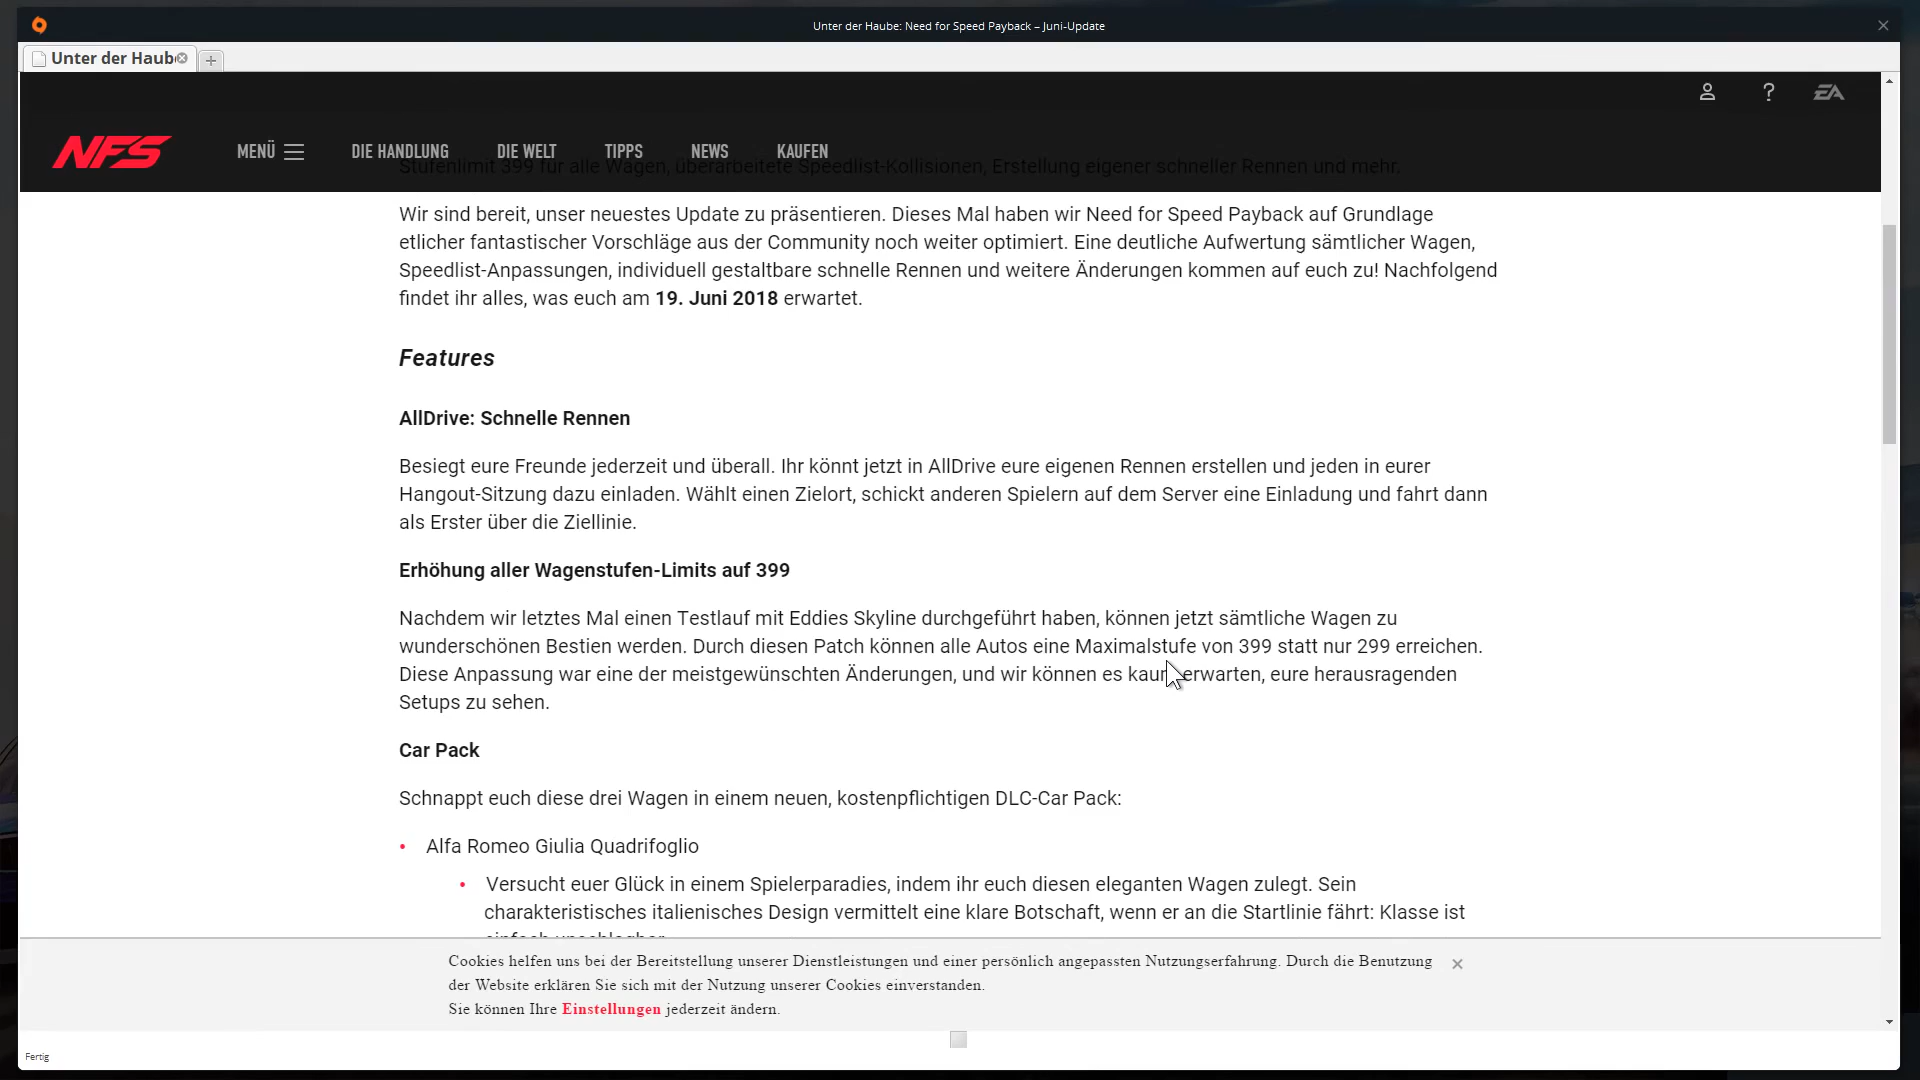 Unter der Haube: Need for Speed Payback – Juni-Update
Unter der Haub
NFS
MENÜ
DIE HANDLUNG
DIE WELT
TIPPS
NEWS
KAUFEN
?
EA
Stufenlimit 399 für alle Wagen, überarbeitete Speedlist-Kollisionen, Erstellung eigener schneller Rennen und mehr.
Wir sind bereit, unser neuestes Update zu präsentieren. Dieses Mal haben wir Need for Speed Payback auf Grundlage
etlicher fantastischer Vorschläge aus der Community noch weiter optimiert. Eine deutliche Aufwertung sämtlicher Wagen,
Speedlist-Anpassungen, individuell gestaltbare schnelle Rennen und weitere Änderungen kommen auf euch zu! Nachfolgend
findet ihr alles, was euch am 19. Juni 2018 erwartet.
Features
AllDrive: Schnelle Rennen
Besiegt eure Freunde jederzeit und überall. Ihr könnt jetzt in AllDrive eure eigenen Rennen erstellen und jeden in eurer
Hangout-Sitzung dazu einladen. Wählt einen Zielort, schickt anderen Spielern auf dem Server eine Einladung und fahrt dann
als Erster über die Ziellinie.
Erhöhung aller Wagenstufen-Limits auf 399
Nachdem wir letztes Mal einen Testlauf mit Eddies Skyline durchgeführt haben, können jetzt sämtliche Wagen zu
wunderschönen Bestien werden. Durch diesen Patch können alle Autos eine Maximalstufe von 399 statt nur 299 erreichen.
Diese Anpassung war eine der meistgewünschten Änderungen, und wir können es kaum erwarten, eure herausragenden
Setups zu sehen.
Car Pack
Schnappt euch diese drei Wagen in einem neuen, kostenpflichtigen DLC-Car Pack:
• Alfa Romeo Giulia Quadrifoglio
• Versucht euer Glück in einem Spielerparadies, indem ihr euch diesen eleganten Wagen zulegt. Sein
charakteristisches italienisches Design vermittelt eine klare Botschaft, wenn er an die Startlinie fährt: Klasse ist
einfach unschlagbar.
Cookies helfen uns bei der Bereitstellung unserer Dienstleistungen und einer persönlich angepassten Nutzungserfahrung. Durch die Benutzung
der Website erklären Sie sich mit der Nutzung unserer Cookies einverstanden.
Sie können Ihre Einstellungen jederzeit ändern.
Fertig